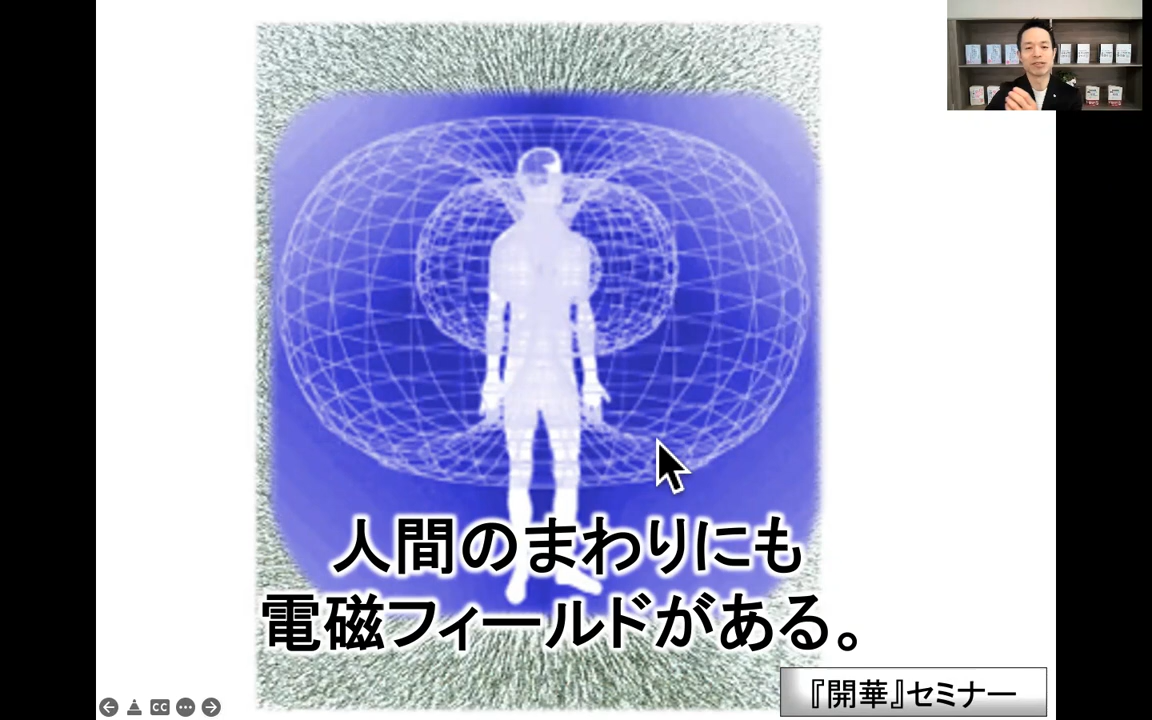 人間のまわりにも
電磁フィールドがある。
『開華』セミナー
CC